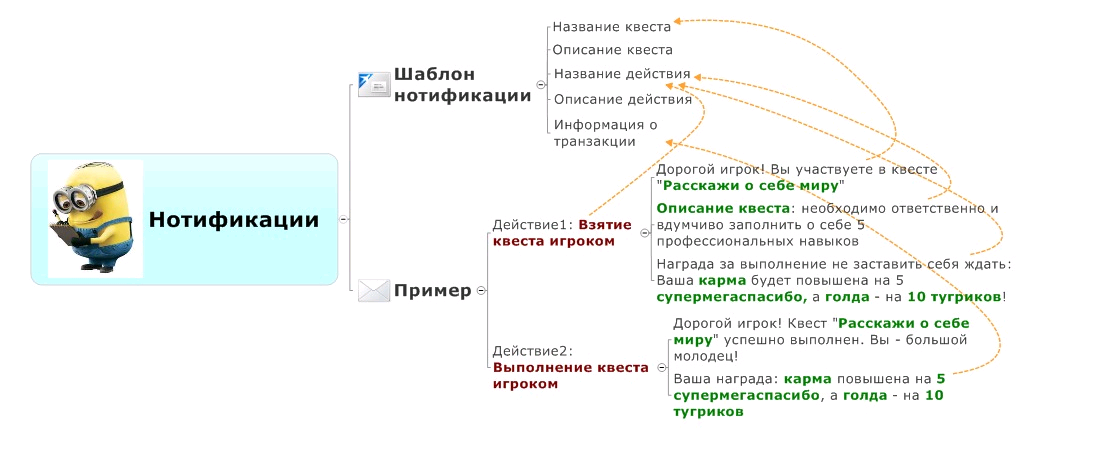 Нотификации
Шаблон
нотификации
Название квеста
Описание квеста
Название действия
Описание действия
Информация о
транзакции
Пример
Действие1: Взятие
квеста игроком
Дорогой игрок! Вы участвуете в квесте
"Расскажи о себе миру"
Описание квеста: необходимо ответственно и
вдумчиво заполнить о себе 5
профессиональных навыков
Награда за выполнение не заставить себя ждать:
Ваша карма будет повышена на 5
супермегаспасибо, а голда - на 10 тугриков!
Действие2:
Выполнение квеста
игроком
Дорогой игрок! Квест "Расскажи о себе
миру" успешно выполнен. Вы - большой
молодец!
Ваша награда: карма повышена на 5
супермегаспасибо, а голда - на 10
тугриков